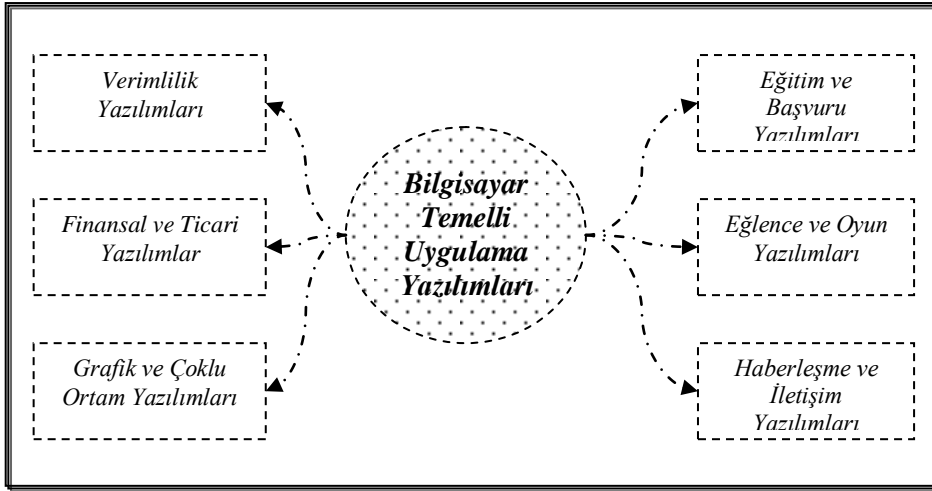 Verimlilik
Yazılımları
Finansal ve Ticari
Yazılımlar
Grafik ve Çoklu
Ortam Yazılımları
Bilgisayar
Temelli
Uygulama
Yazılımları
Eğitim ve
Başvuru
Yazılımları
Eğlence ve Oyun
Yazılımları
Haberleşme ve
İletişim
Yazılımları